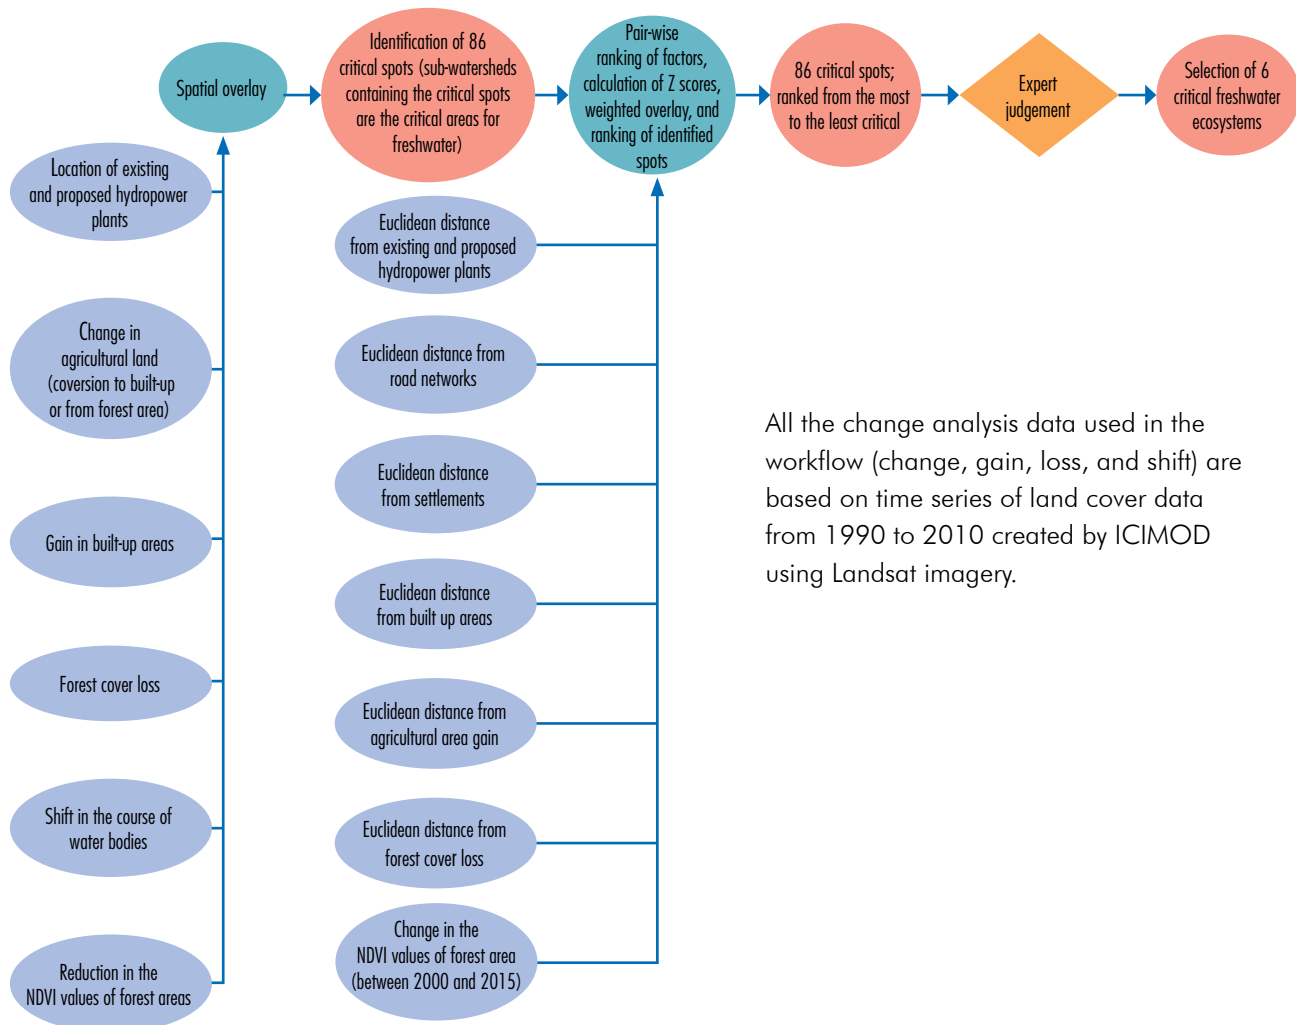 Spatial overlay
Identification of 86
critical spots (sub-watersheds
containing the critical spots
are the critical areas for
freshwater)
Pair-wise
ranking of factors,
calculation of Z scores,
weighted overlay, and
ranking of identified
spots
86 critical spots;
ranked from the most
to the least critical
Expert
judgement
Selection of 6
critical freshwater
ecosystems
Location of existing
and proposed hydropower
plants
Change in
agricultural land
(coversion to built-up
or from forest area)
Gain in built-up areas
Forest cover loss
Shift in the course of
water bodies
Reduction in the
NDVI values of forest areas
Euclidean distance
from existing and proposed
hydropower plants
Euclidean distance from
road networks
Euclidean distance
from settlements
Euclidean distance
from built up areas
Euclidean distance from
agricultural area gain
Euclidean distance from
forest cover loss
Change in the
NDVI values of forest area
(between 2000 and 2015)
All the change analysis data used in the
workflow (change, gain, loss, and shift) are
based on time series of land cover data
from 1990 to 2010 created by ICIMOD
using Landsat imagery.